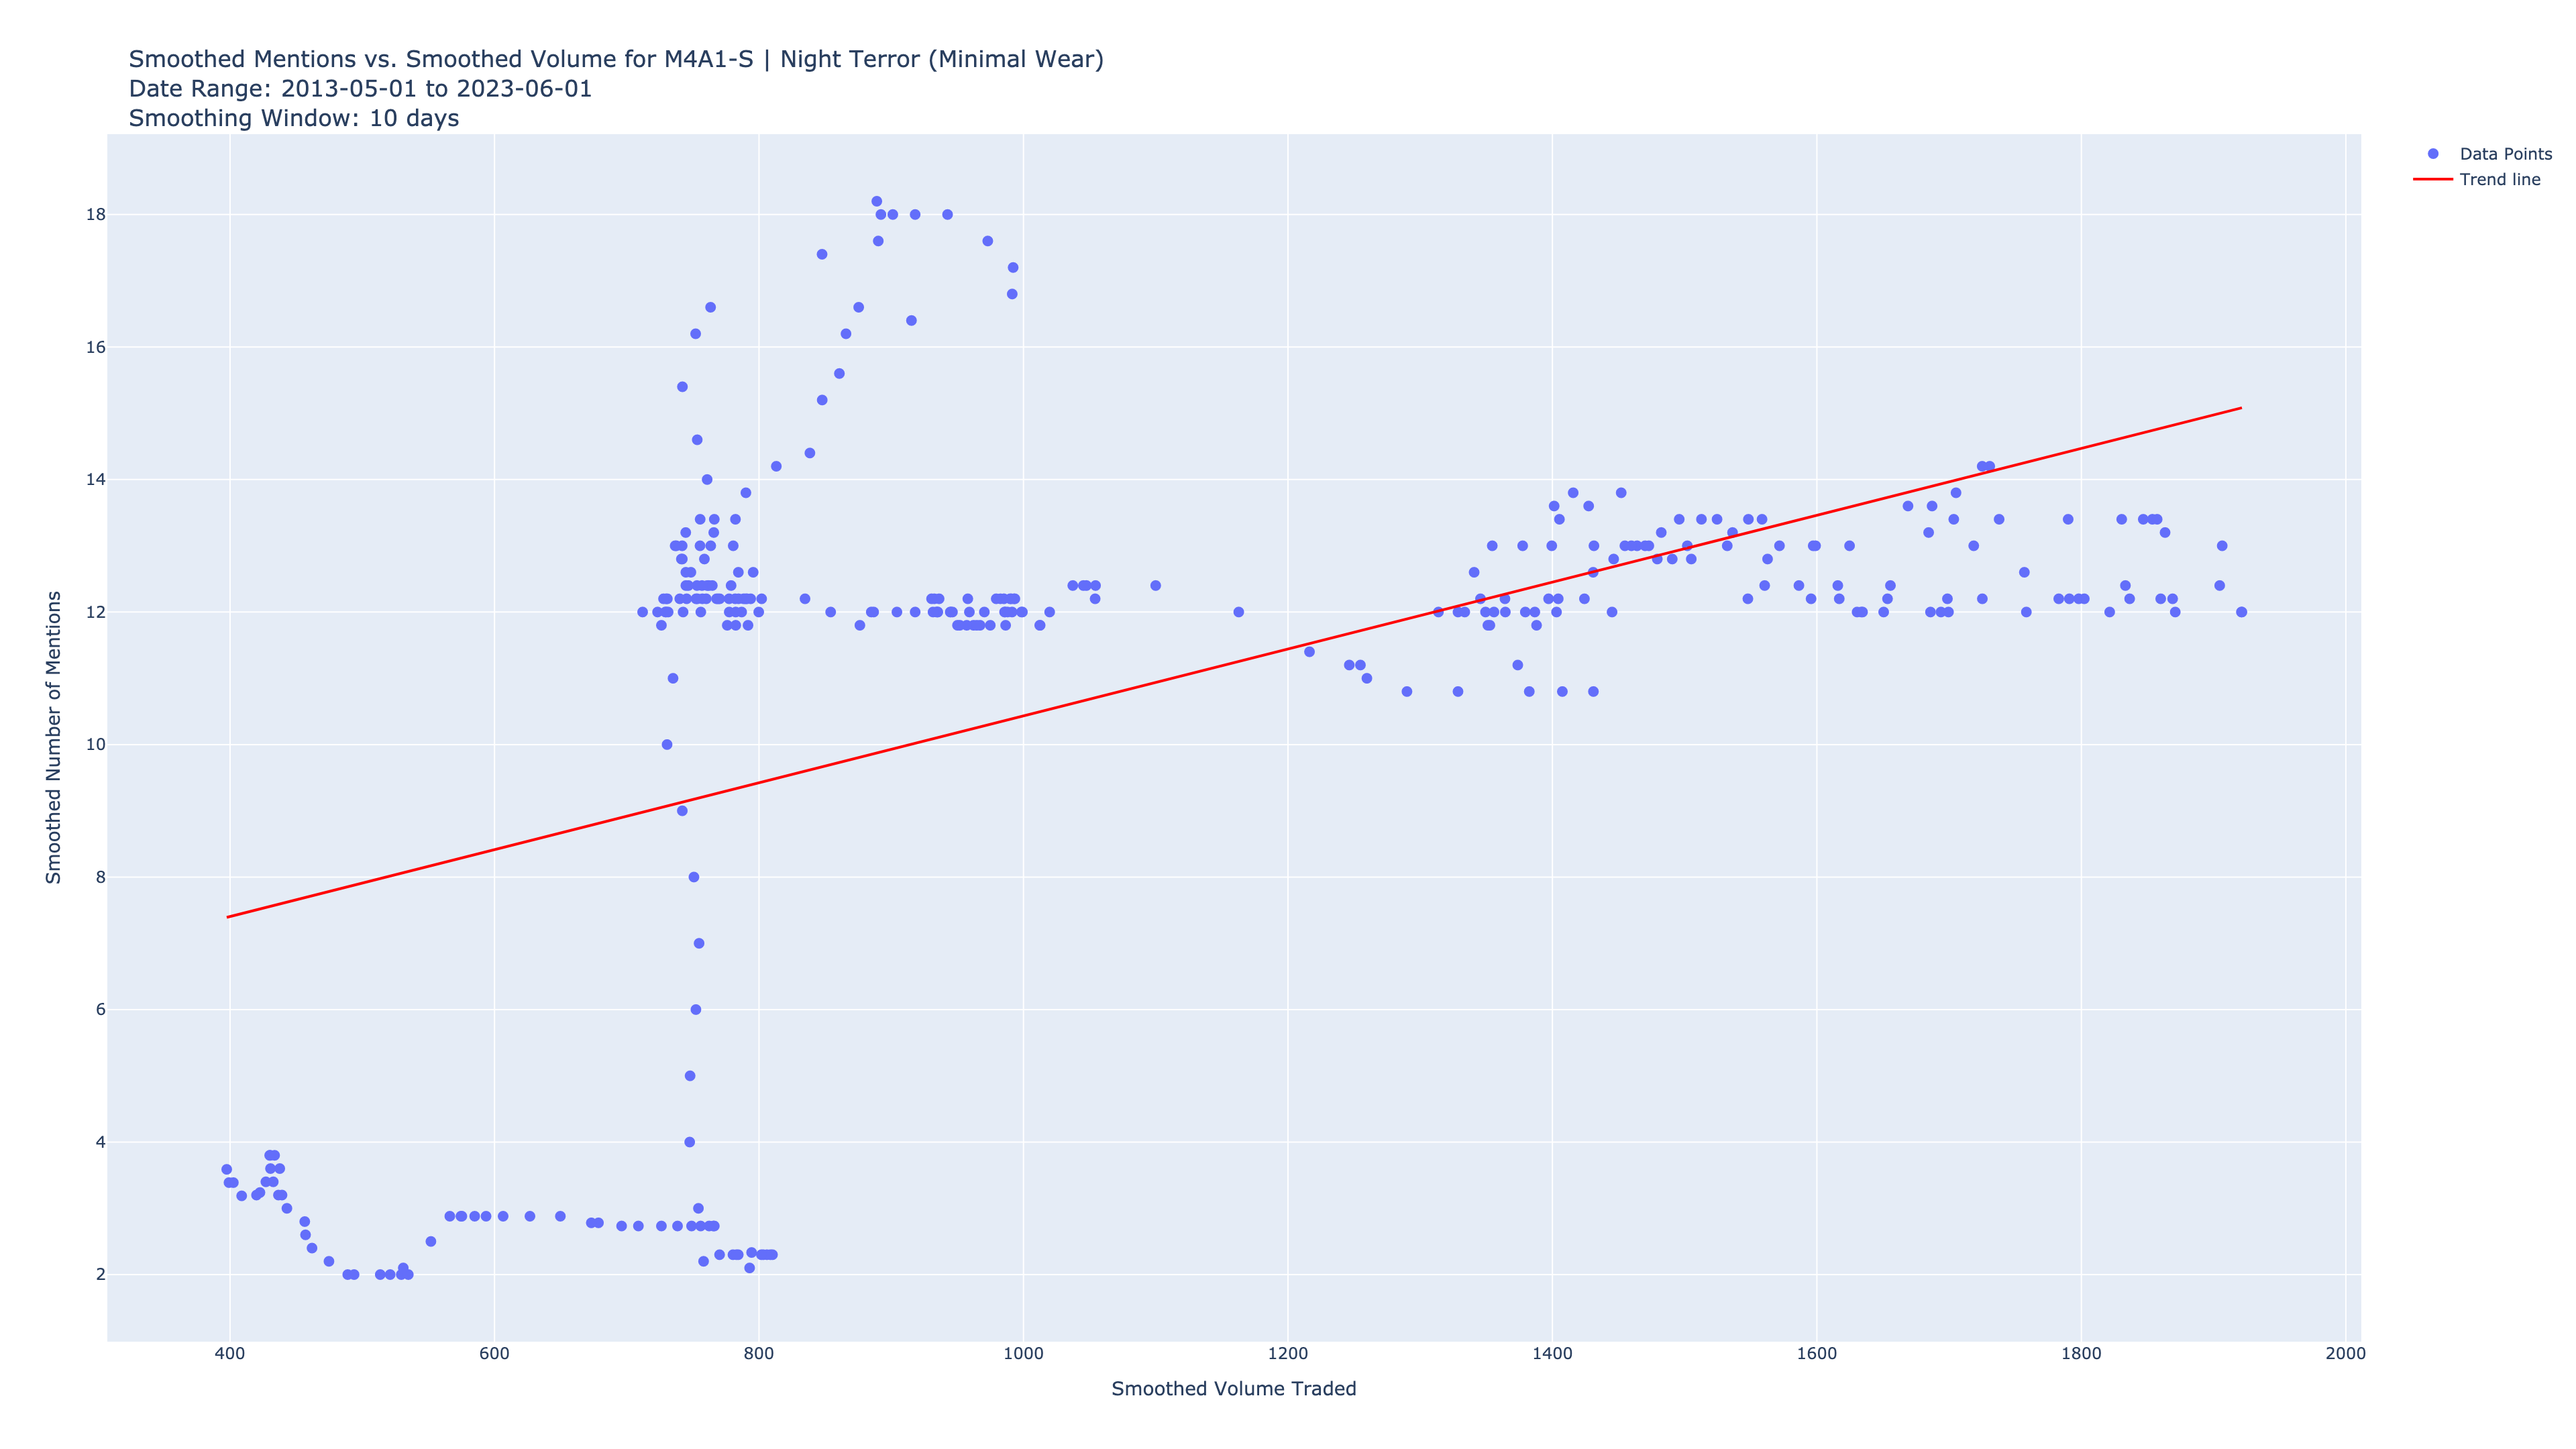 Smoothed Mentions vs. Smoothed Volume for M4A1-S | Night Terror (Minimal Wear)
Date Range: 2013-05-01 to 2023-06-01
Smoothing Window: 10 days
Data Points
Trend line
18
16
14
12
10
8
6
4
2
Smoothed Number of Mentions
400
600
800
1000
1200
1400
1600
1800
2000
Smoothed Volume Traded